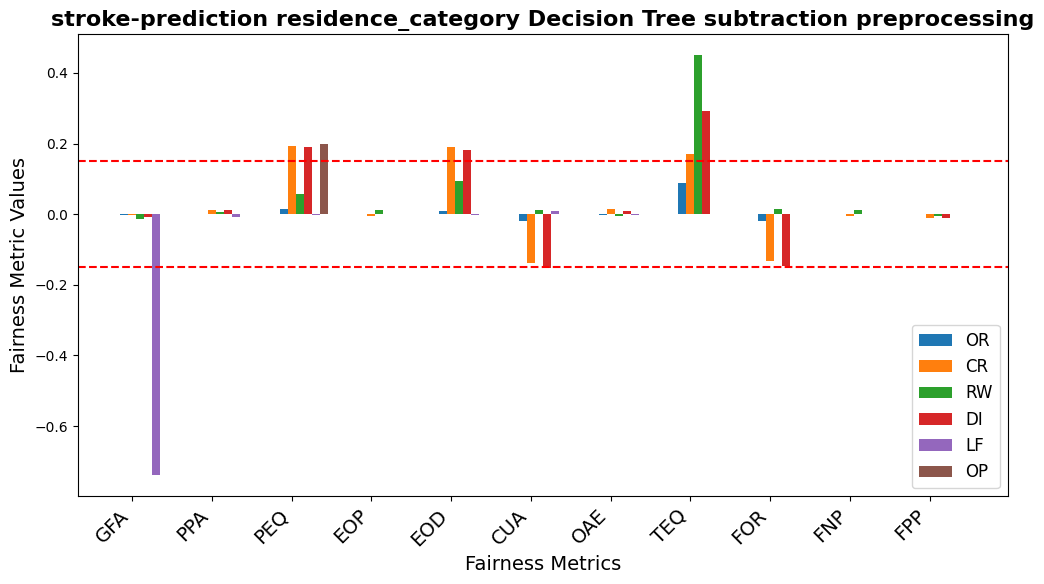 stroke-prediction residence_category Decision Tree subtraction preprocessing
Fairness Metric Values
0.4
0.2
0.0
−0.2
−0.4
−0.6
OR
CR
RW
DI
LF
OP
GFA
PPA
PEQ
EOP
EOD
CUA
OAE
TEQ
FOR
FNP
FPP
Fairness Metrics